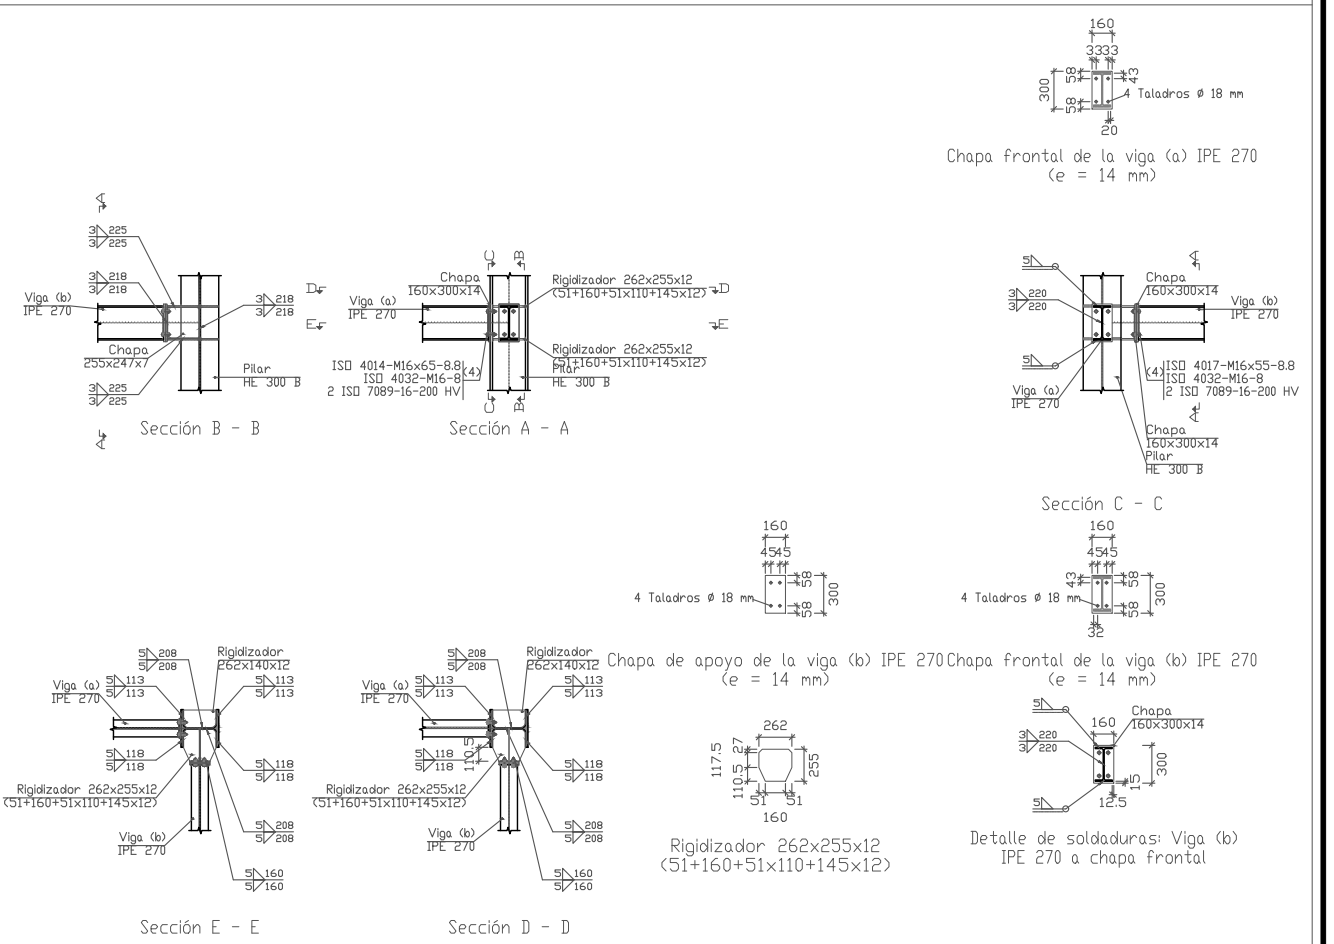 160
33
33
58
58
43
300
4 Taladros Ø 18 mm
20
Chapa frontal de la viga (a) IPE 270
(e = 14 mm)
A
3 225
3 225
3 218
3 218
Viga (b)
IPE 270
3 218
3 218
Chapa
255x247x7
3 225
3 225
Pilar
HE 300 B
A
Sección B - B
C
B
D
D
E
E
Chapa
160x300x14
Viga (a)
IPE 270
Rigidizador 262x255x12
(51+160+51x110+145x12)
Rigidizador 262x255x12
(51+160+51x110+145x12)
ISO 4014-M16x65-8.8
ISO 4032-M16-8
2 ISO 7089-16-200 HV
(4)
Pilar
HE 300 B
C
B
Sección A - A
5
A
Chapa
160x300x14
3 220
3 220
Viga (b)
IPE 270
5
ISO 4017-M16x55-8.8
ISO 4032-M16-8
2 ISO 7089-16-200 HV
(4)
Viga (a)
IPE 270
A
Chapa
160x300x14
Pilar
HE 300 B
Sección C - C
160
45
45
58
58
300
4 Taladros Ø 18 mm
Chapa de apoyo de la viga (b) IPE 270
(e = 14 mm)
160
45
45
43
58
58
300
4 Taladros Ø 18 mm
32
Chapa frontal de la viga (b) IPE 270
(e = 14 mm)
5 208
5 208
Rigidizador
262x140x12
Viga (a)
IPE 270
5 113
5 113
5 113
5 113
5 118
5 118
5 118
5 118
Rigidizador 262x255x12
(51+160+51x110+145x12)
Viga (b)
IPE 270
5 208
5 208
5 160
5 160
Sección E - E
5 208
5 208
Rigidizador
262x140x12
Viga (a)
IPE 270
5 113
5 113
5 113
5 113
5 118
5 118
110.5
5 118
5 118
Rigidizador 262x255x12
(51+160+51x110+145x12)
Viga (b)
IPE 270
5 208
5 208
5 160
5 160
Sección D - D
262
27
117.5
110.5
255
51
51
160
Rigidizador 262x255x12
(51+160+51x110+145x12)
5
160
Chapa
160x300x14
3 220
3 220
300
15
5
12.5
Detalle de soldaduras: Viga (b)
IPE 270 a chapa frontal